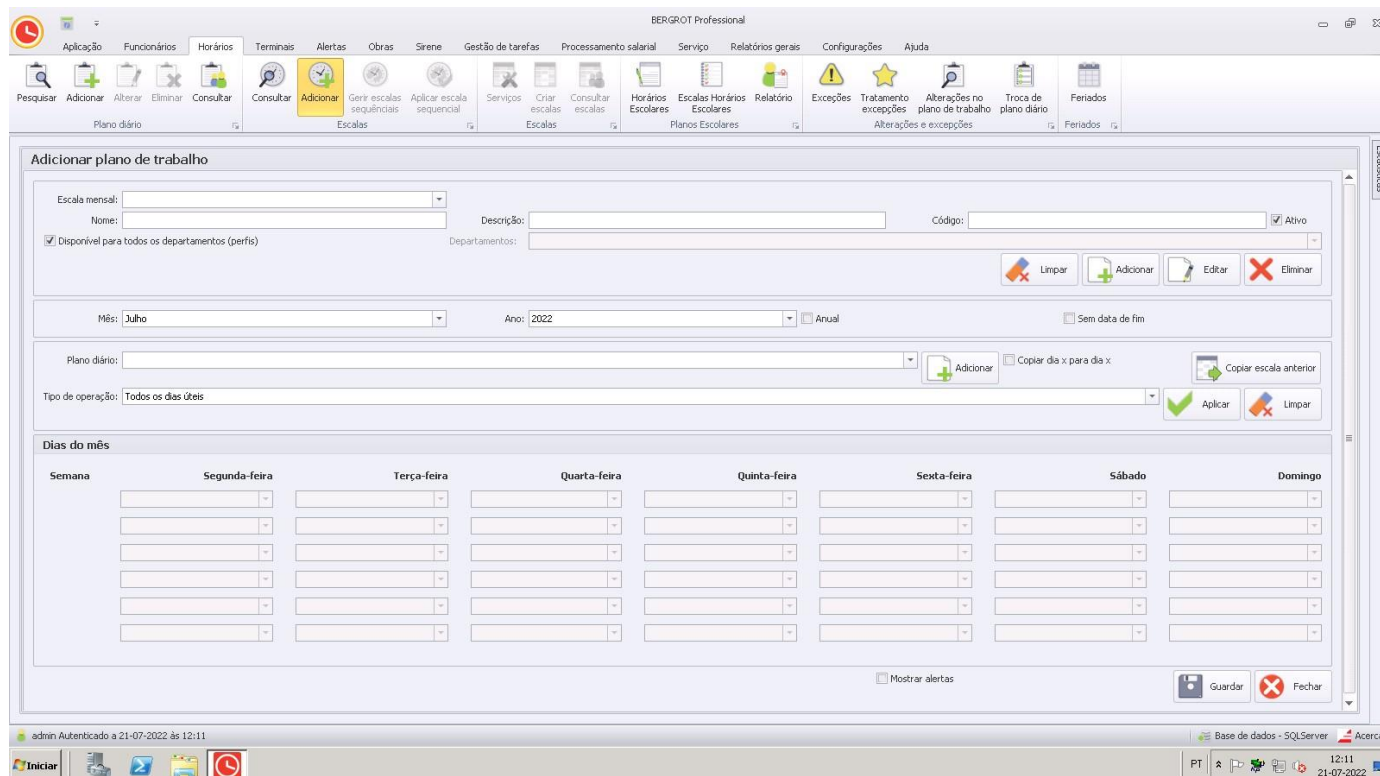 BERGROT Professional
Aplicação Funcionários Horários Terminais Alertas Obras Sirene Gestão de tarefas Processamento salarial Serviço Relatórios gerais Configurações Ajuda
Pesquisar Adicionar Alterar Eliminar Consultar Consultar Adicionar Gerir escalas sequênciais Aplicar escala sequencial Serviços Criar escalas Consultar escalas Horários Escolares Escalas Horários Escolares Relatório Exceções Tratamento excepções Alterações no plano de trabalho Troca de plano diário Feriados
Plano diário Escalas Escalas Planos Escolares Alterações e excepções Feriados
Adicionar plano de trabalho
Escala mensal:
Nome: Descrição: Código: Ativo
Disponível para todos os departamentos (perfis) Departamentos:
Limpar Adicionar Editar Eliminar
Mês: Julho Ano: 2022 Anual Sem data de fim
Plano diário: Adicionar Copiar dia x para dia x Copiar escala anterior
Tipo de operação: Todos os dias úteis Aplicar Limpar
Dias do mês
Semana Segunda-feira Terça-feira Quarta-feira Quinta-feira Sexta-feira Sábado Domingo
Mostrar alertas Guardar Fechar
admin Autenticado a 21-07-2022 às 12:11 Base de dados - SQLServer Acerc
Iniciar PT 12:11
21-07-2022